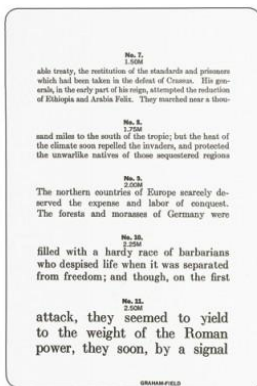 No. 7.
1.50M
able treaty, the restitution of the standards and prisoners
which had been taken in the defeat of Crassus. His gen-
erals, in the early part of his reign, attempted the reduction
of Ethiopia and Arabia Felix. They marched near a thou-
No. 8.
1.75M
sand miles to the south of the tropic; but the heat of
the climate soon repelled the invaders, and protected
the unwarlike natives of those sequestered regions
No. 9.
2.00M
The northern countries of Europe scarcely de-
served the expense and labor of conquest.
The forests and morasses of Germany were
No. 10.
2.25M
filled with a hardy race of barbarians
who despised life when it was separated
from freedom; and though, on the first
No. 11.
2.50M
attack, they seemed to yield
to the weight of the Roman
power, they soon, by a signal
GRAHAM-FIELD